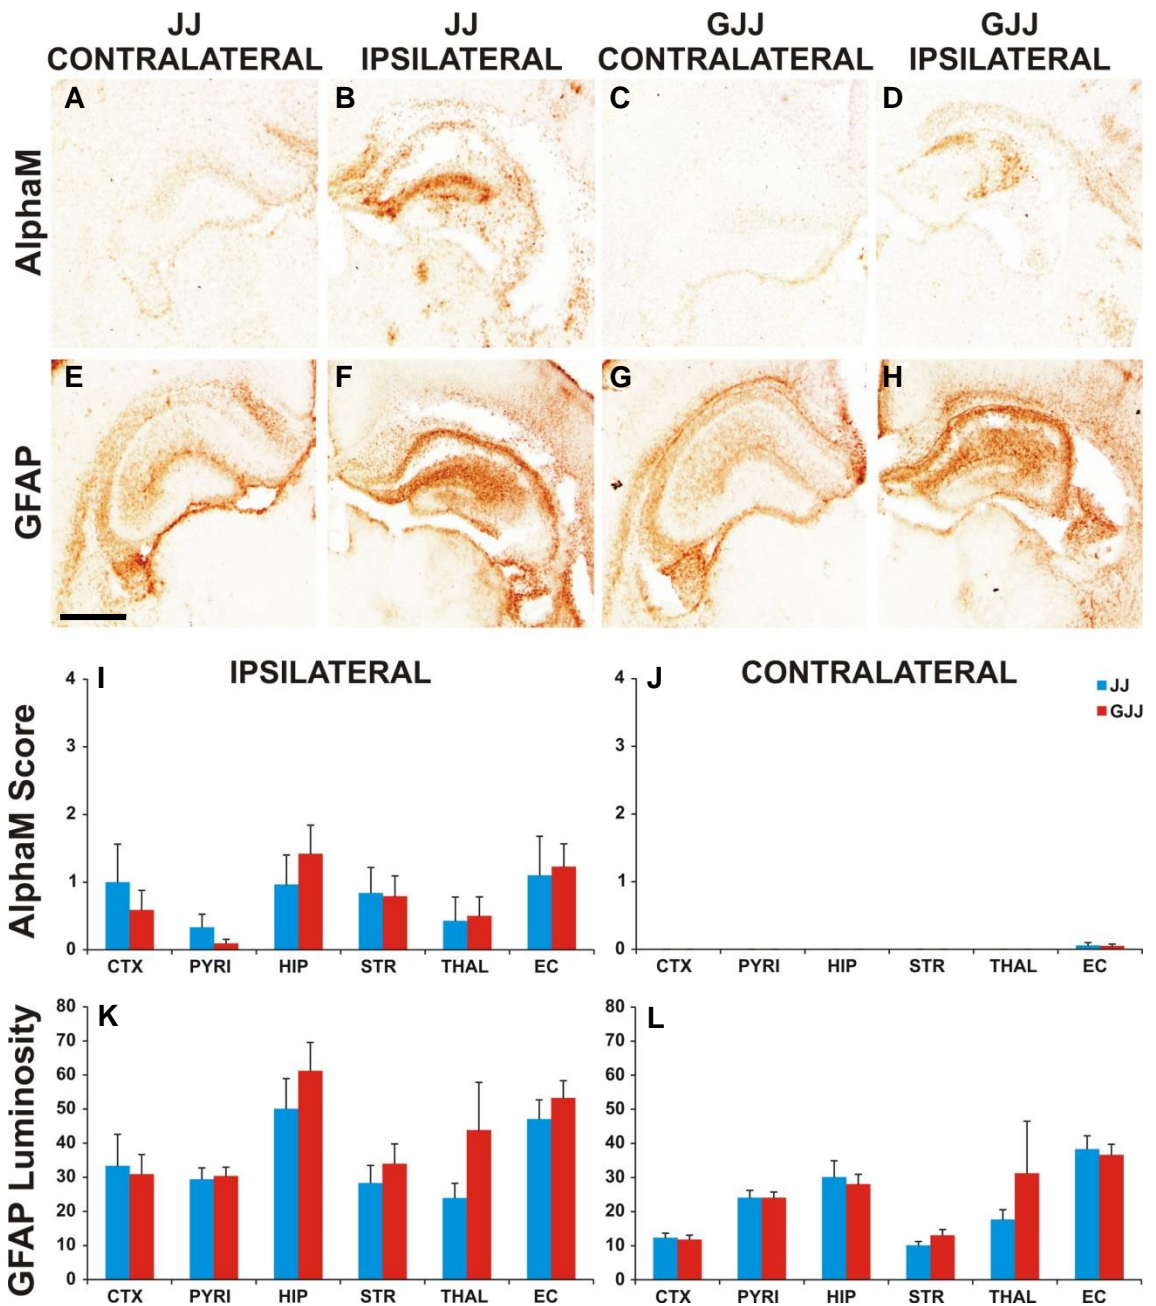 JJ
CONTRALATERAL
JJ
IPSILATERAL
GJJ
CONTRALATERAL
GJJ
IPSILATERAL
AlphaM
A
B
C
D
GFAP
E
F
G
H
AlphaM Score
I
IPSILATERAL
4
3
2
1
0
CTX PYRI HIP STR THAL EC
J
CONTRALATERAL
JJ
GJJ
4
3
2
1
0
CTX PYRI HIP STR THAL EC
GFAP Luminosity
K
80
70
60
50
40
30
20
10
0
CTX PYRI HIP STR THAL EC
L
80
70
60
50
40
30
20
10
0
CTX PYRI HIP STR THAL EC